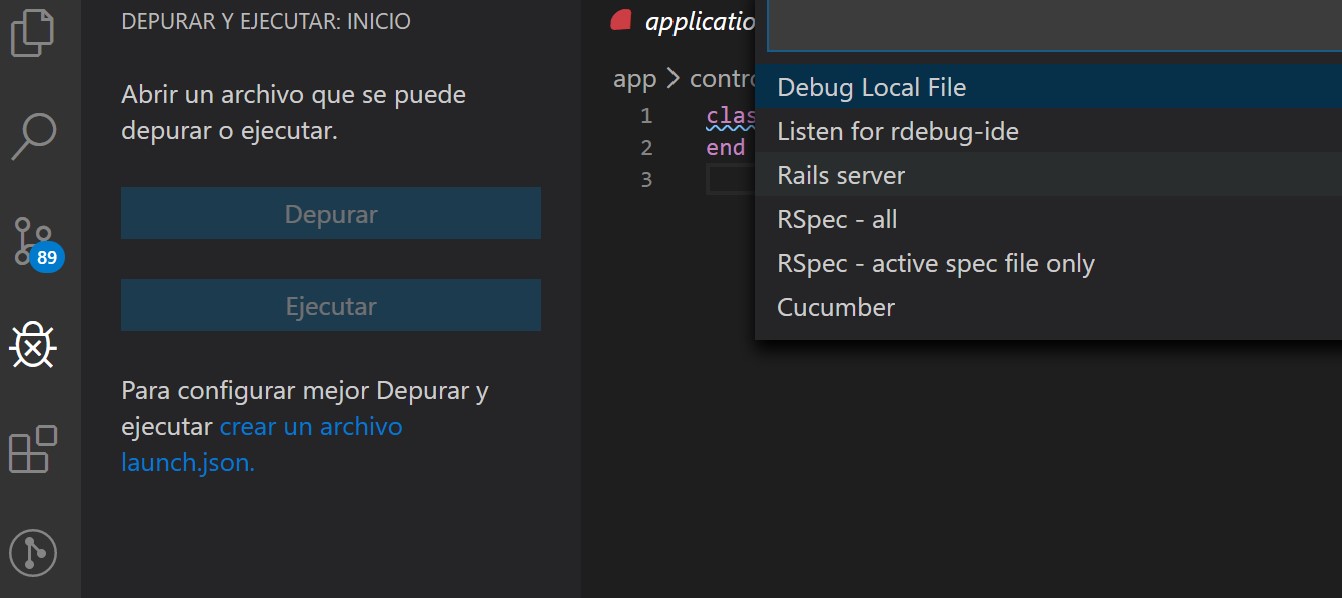 DEPURAR Y EJECUTAR: INICIO
Abrir un archivo que se puede
depurar o ejecutar.
Depurar
Ejecutar
Para configurar mejor Depurar y
ejecutar crear un archivo
launch.json.
89
applicatio
app > contro
1 clas
2 end
3
Debug Local File
Listen for rdebug-ide
Rails server
RSpec - all
RSpec - active spec file only
Cucumber